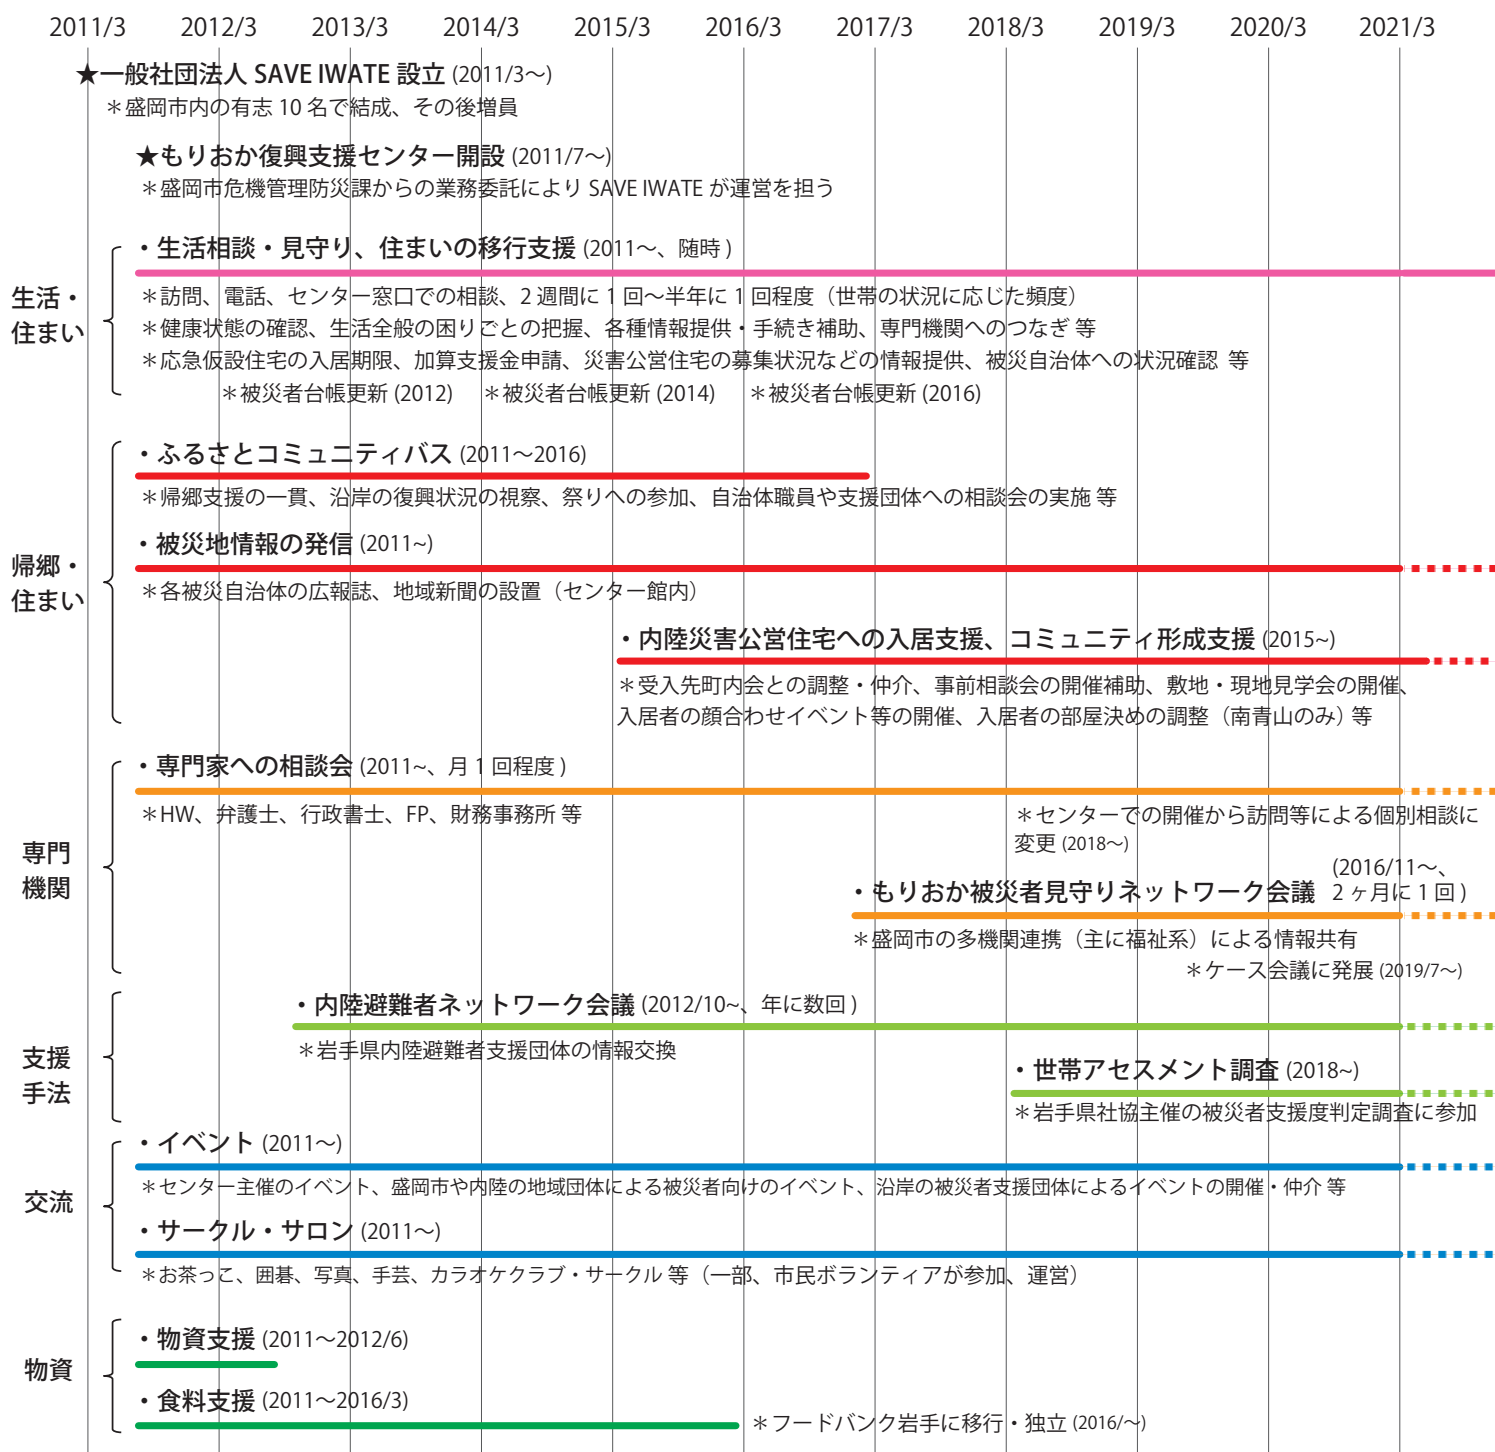 2011/3 2012/3 2013/3 2014/3 2015/3 2016/3 2017/3 2018/3 2019/3 2020/3 2021/3
★一般社団法人 SAVE IWATE 設立 (2011/3～)
＊盛岡市内の有志 10 名で結成、その後増員
★もりおか復興支援センター開設 (2011/7～)
＊盛岡市危機管理防災課からの業務委託により SAVE IWATE が運営を担う
生活・
住まい
・生活相談・見守り、住まいの移行支援 (2011～、随時 )
＊訪問、電話、センター窓口での相談、2 週間に 1 回～半年に 1 回程度（世帯の状況に応じた頻度）
＊健康状態の確認、生活全般の困りごとの把握、各種情報提供・手続き補助、専門機関へのつなぎ 等
＊応急仮設住宅の入居期限、加算支援金申請、災害公営住宅の募集状況などの情報提供、被災自治体への状況確認 等
＊被災者台帳更新 (2012) ＊被災者台帳更新 (2014) ＊被災者台帳更新 (2016)
帰郷・
住まい
・ふるさとコミュニティバス (2011～2016)
＊帰郷支援の一貫、沿岸の復興状況の視察、祭りへの参加、自治体職員や支援団体への相談会の実施 等
・被災地情報の発信 (2011~)
＊各被災自治体の広報誌、地域新聞の設置（センター館内）
・内陸災害公営住宅への入居支援、コミュニティ形成支援 (2015~)
＊受入先町内会との調整・仲介、事前相談会の開催補助、敷地・現地見学会の開催、
入居者の顔合わせイベント等の開催、入居者の部屋決めの調整（南青山のみ）等
専門
機関
・専門家への相談会 (2011~、月 1 回程度 )
＊HW、弁護士、行政書士、FP、財務事務所 等
＊センターでの開催から訪問等による個別相談に
変更 (2018～)
・もりおか被災者見守りネットワーク会議 (2016/11～、
2 ヶ月に 1 回 )
＊盛岡市の多機関連携（主に福祉系）による情報共有
＊ケース会議に発展 (2019/7～)
支援
手法
・内陸避難者ネットワーク会議 (2012/10~、年に数回 )
＊岩手県内陸避難者支援団体の情報交換
・世帯アセスメント調査 (2018~)
＊岩手県社協主催の被災者支援度判定調査に参加
交流
・イベント (2011～)
＊センター主催のイベント、盛岡市や内陸の地域団体による被災者向けのイベント、沿岸の被災者支援団体によるイベントの開催・仲介 等
・サークル・サロン (2011～)
＊お茶っこ、囲碁、写真、手芸、カラオケクラブ・サークル 等（一部、市民ボランティアが参加、運営）
物資
・物資支援 (2011～2012/6)
・食料支援 (2011～2016/3)
＊フードバンク岩手に移行・独立 (2016/～)